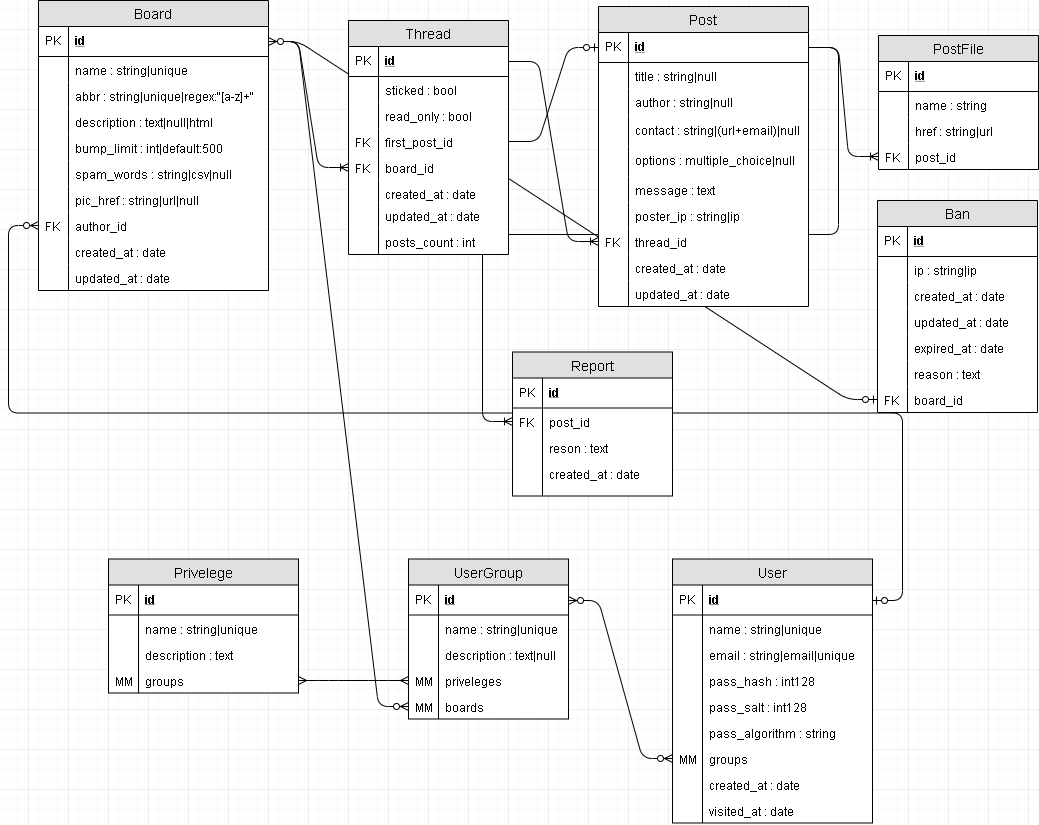 Board
PK id
name : string|unique
abbr : string|unique|regex:"[a-z]+"
description : text|null|html
bump_limit : int|default:500
spam_words : string|csv|null
pic_href : string|url|null
FK author_id
created_at : date
updated_at : date
Thread
PK id
sticked : bool
read_only : bool
FK first_post_id
FK board_id
created_at : date
updated_at : date
posts_count : int
Post
PK id
title : string|null
author : string|null
contact : string|(url+email)|null
options : multiple_choice|null
message : text
poster_ip : string|ip
FK thread_id
created_at : date
updated_at : date
PostFile
PK id
name : string
href : string|url
FK post_id
Ban
PK id
ip : string|ip
created_at : date
updated_at : date
expired_at : date
reason : text
FK board_id
Report
PK id
FK post_id
reson : text
created_at : date
Privelege
PK id
name : string|unique
description : text
MM groups
UserGroup
PK id
name : string|unique
description : text|null
MM priveleges
MM boards
User
PK id
name : string|unique
email : string|email|unique
pass_hash : int128
pass_salt : int128
pass_algorithm : string
MM groups
created_at : date
visited_at : date